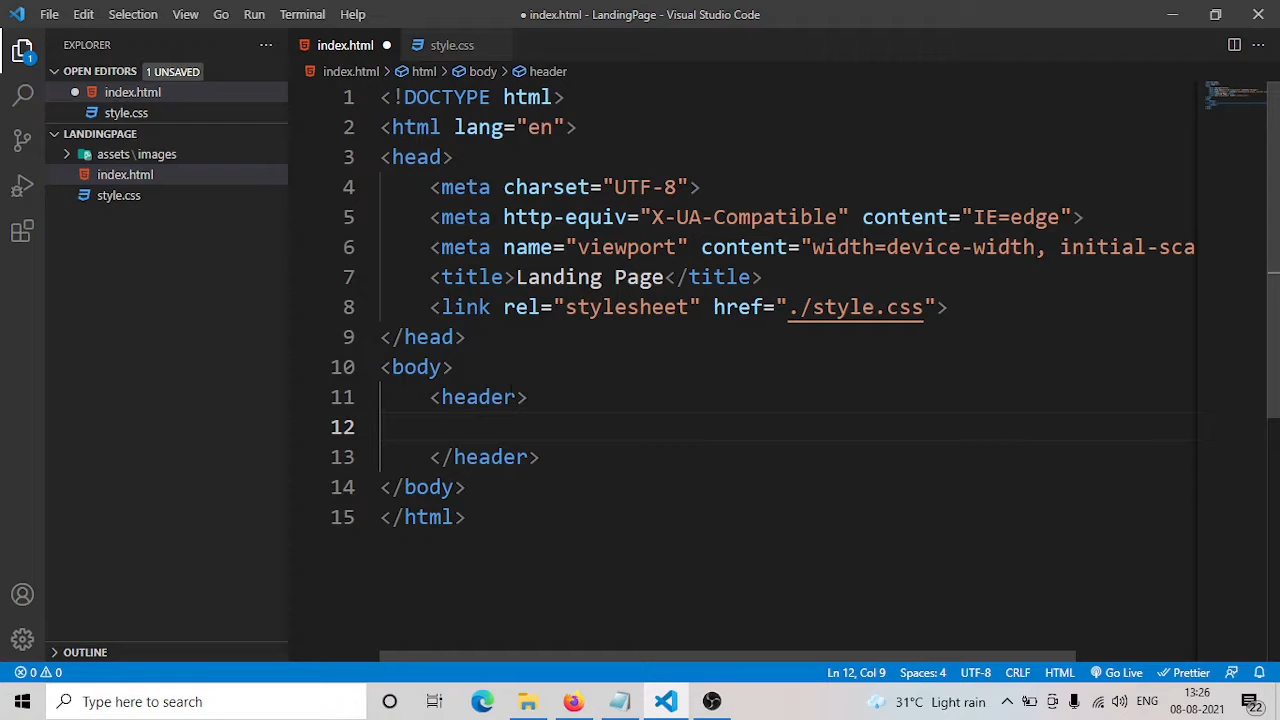 File Edit Selection View Go Run Terminal Help
● index.html - LandingPage - Visual Studio Code
EXPLORER
index.html
style.css
OPEN EDITORS 1 UNSAVED
index.html > html > body > header
index.html
style.css
LANDINGPAGE
assets\images
index.html
style.css
1 <!DOCTYPE html>
2 <html lang="en">
3 <head>
4 <meta charset="UTF-8">
5 <meta http-equiv="X-UA-Compatible" content="IE=edge">
6 <meta name="viewport" content="width=device-width, initial-sca
7 <title>Landing Page</title>
8 <link rel="stylesheet" href="./style.css">
9 </head>
10 <body>
11 <header>
12
13 </header>
14 </body>
15 </html>
1
OUTLINE
0 0
Ln 12, Col 9 Spaces: 4 UTF-8 CRLF HTML Go Live Prettier
Type here to search
31°C Light rain
13:26
08-08-2021
22